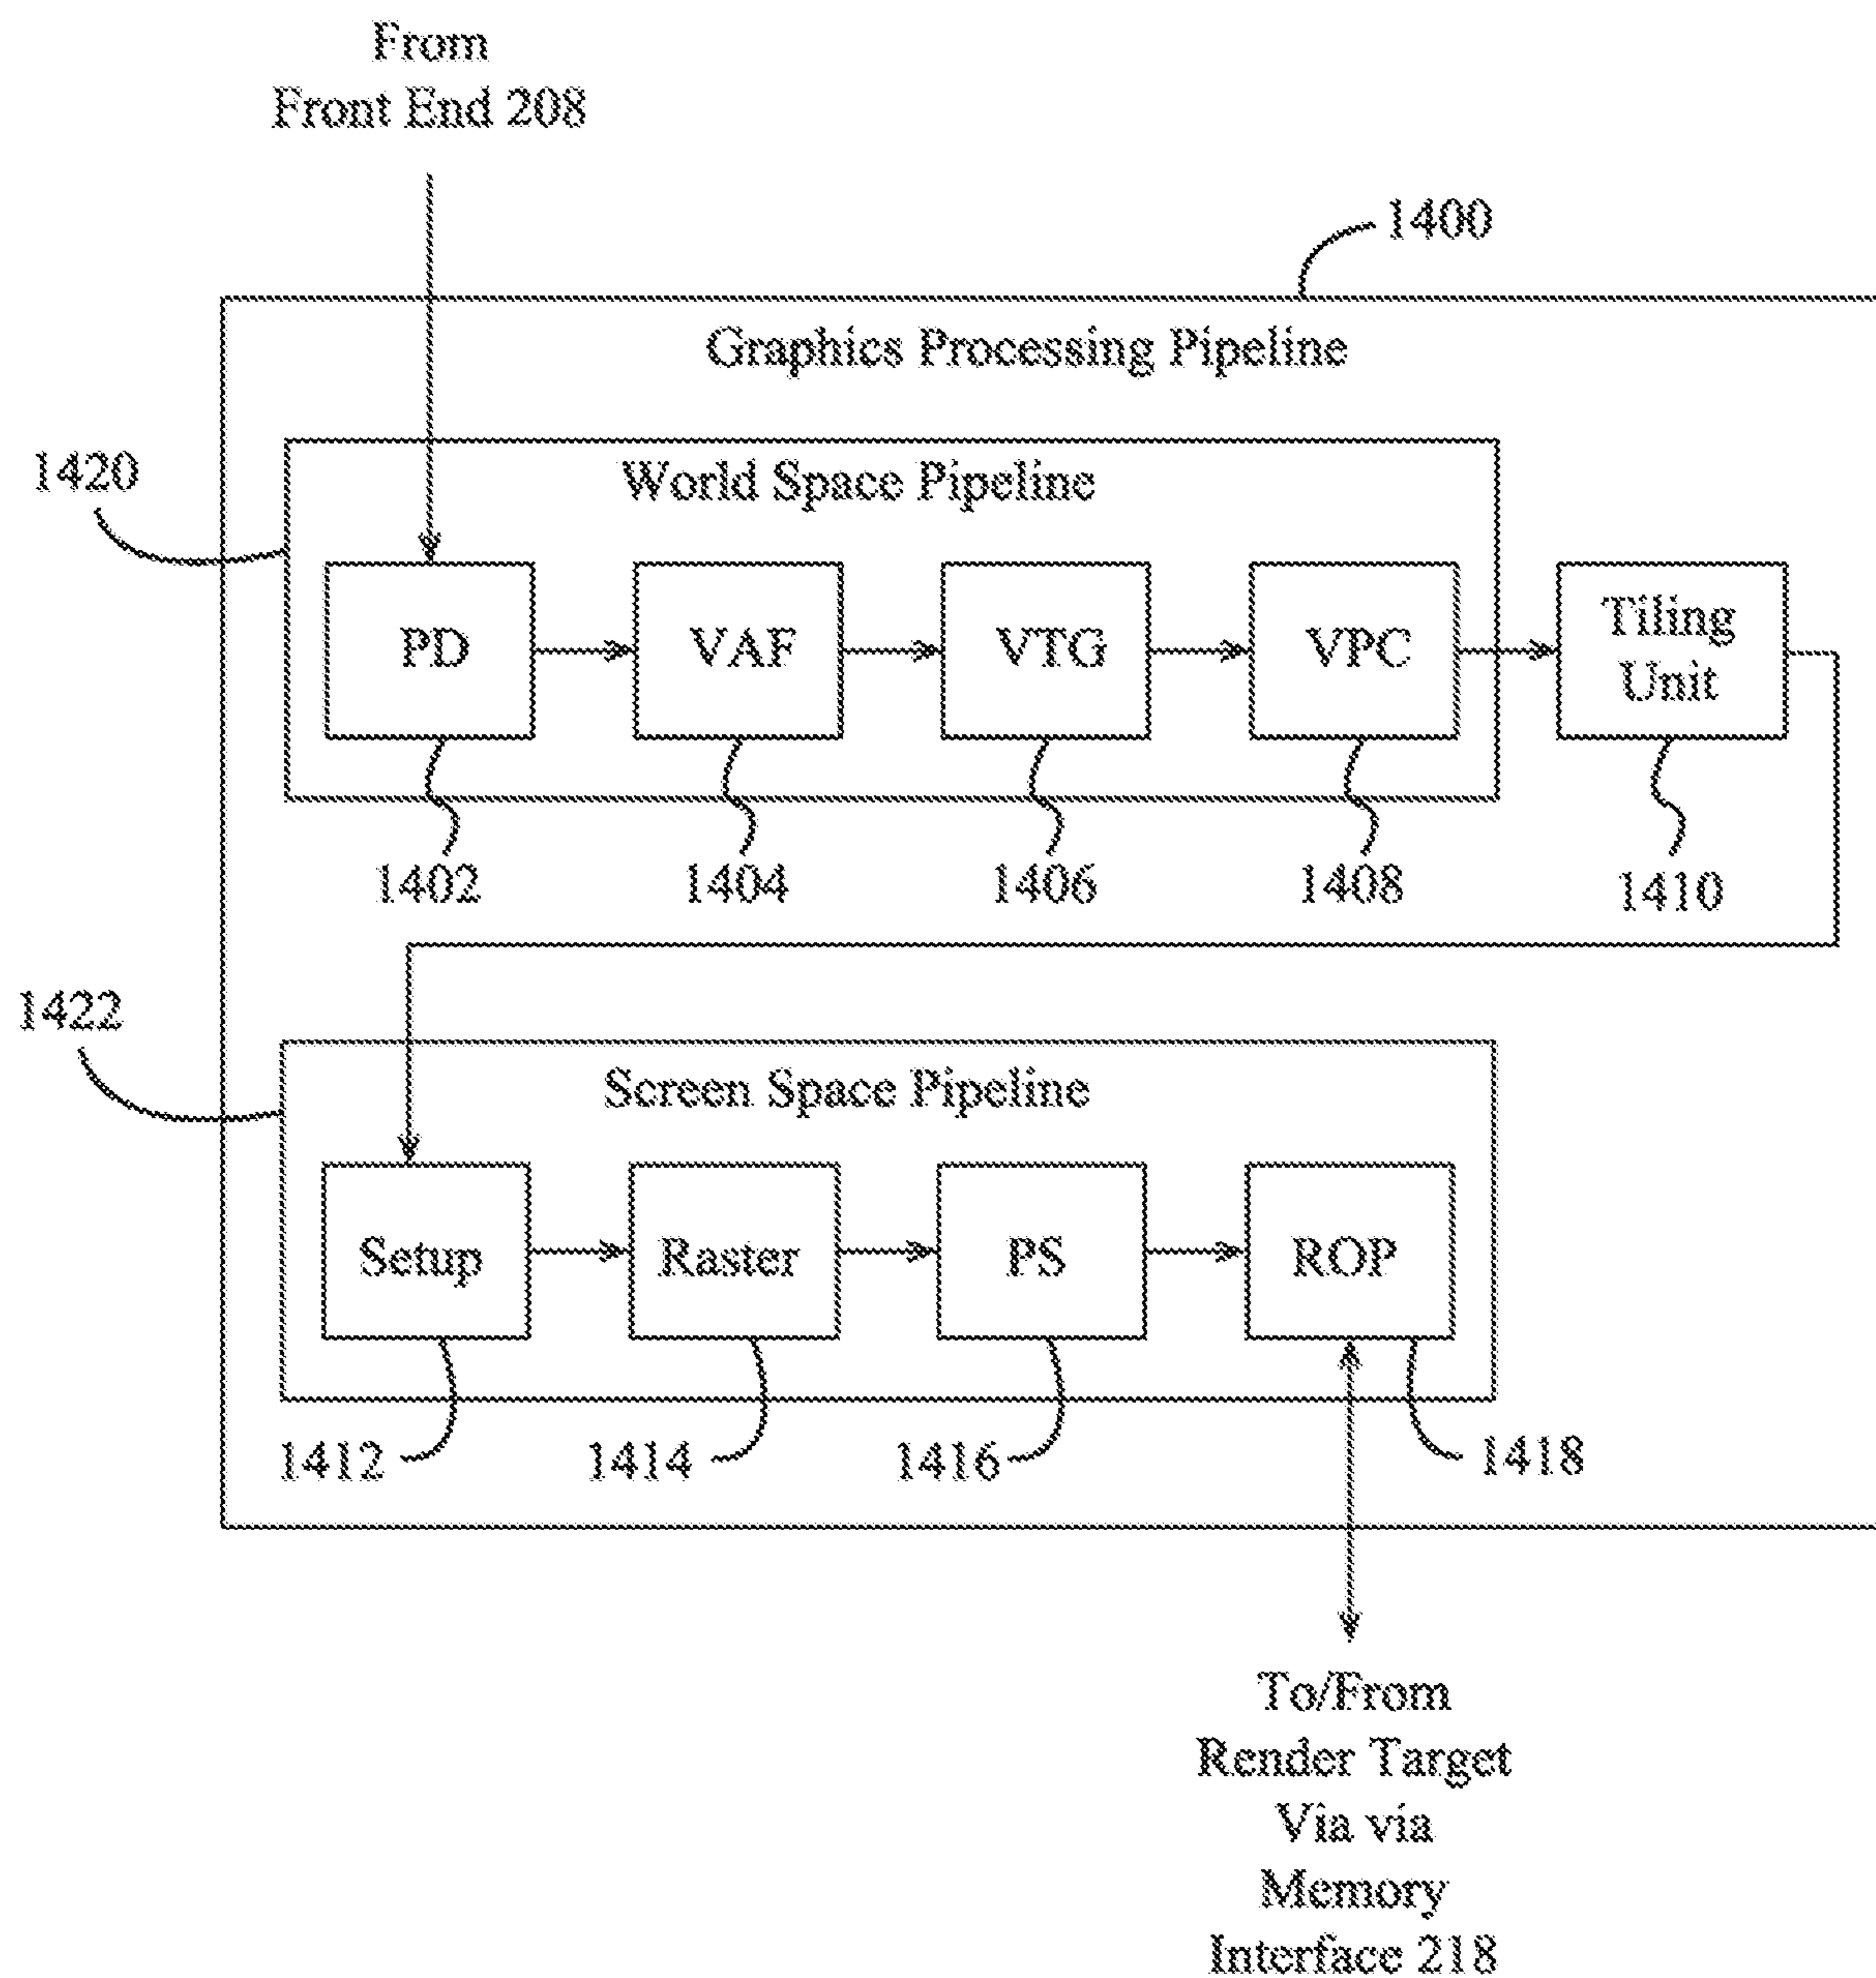 From
Front End 208
1400
Graphics Processing Pipeline
1420
World Space Pipeline
PD
VAF
VTG
VPC
Tiling
Unit
1402
1404
1406
1408
1410
1422
Screen Space Pipeline
Setup
Raster
PS
ROP
1412
1414
1416
1418
To/From
Render Target
Via via
Memory
Interface 218